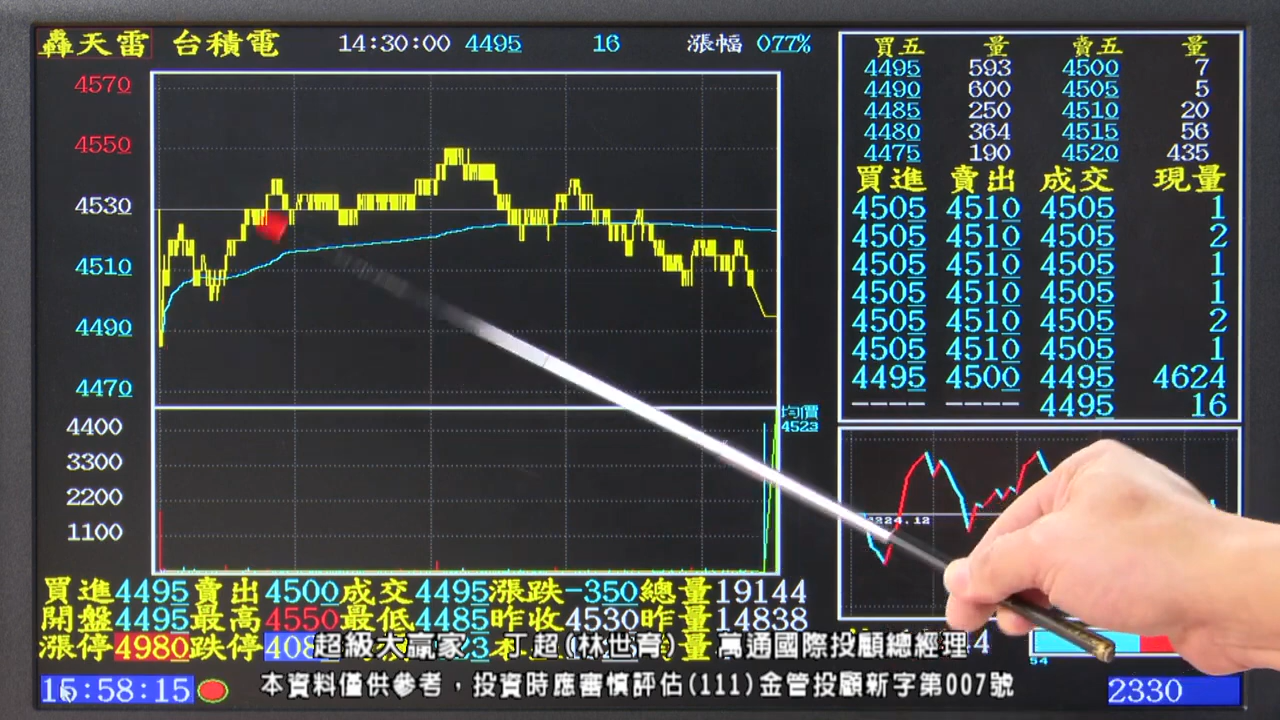 轟天雷 台積電 14:30:00 4495 16 漲幅 077%
4570
4550
4530
4510
4490
4470
4400
3300
2200
1100
均價
4523
買五 量 賣五 量
4495 593 4500 7
4490 600 4505 5
4485 250 4510 20
4480 364 4515 56
4475 190 4520 435
買進 賣出 成交 現量
4505 4510 4505 1
4505 4510 4505 2
4505 4510 4505 1
4505 4510 4505 1
4505 4510 4505 2
4505 4510 4505 1
4495 4500 4495 4624
---- ---- 4495 16
224.12
買進4495賣出4500成交4495漲跌-350總量19144
開盤4495最高4550最低4485昨收4530昨量14838
漲停4980跌停408
超級大贏家 丁超(林世育) 萬通國際投顧總經理
54
15:58:15
本資料僅供參考，投資時應審慎評估(111)金管投顧新字第007號
2330